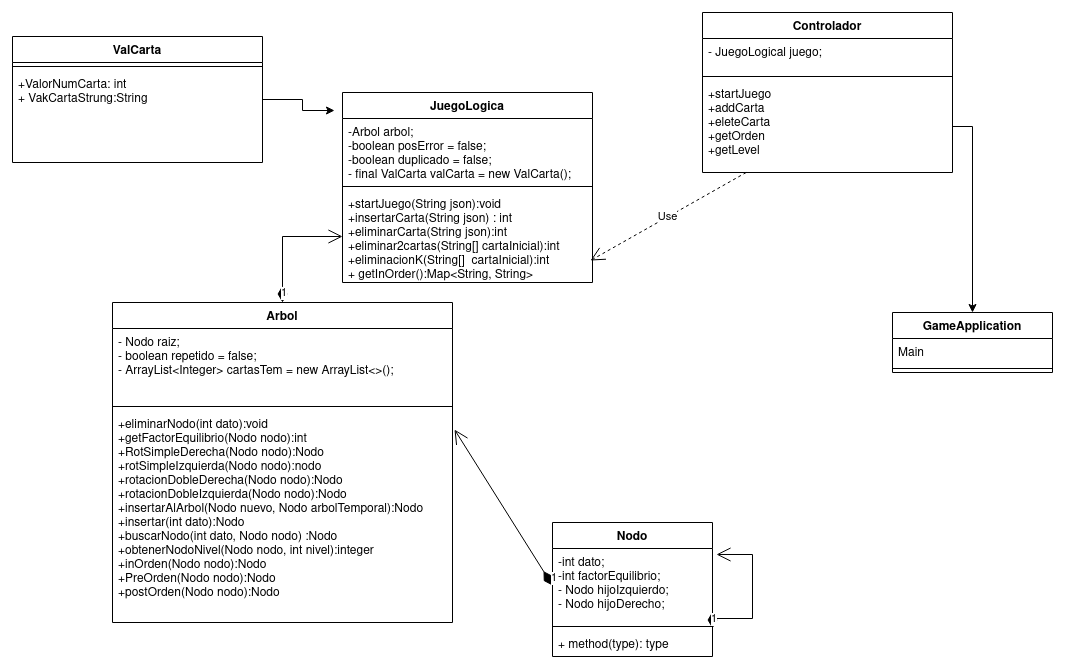 ValCarta
+ValorNumCarta: int
+ VakCartaStrung:String
JuegoLogica
-Arbol arbol;
-boolean posError = false;
-boolean duplicado = false;
- final ValCarta valCarta = new ValCarta();
+startJuego(String json):void
+insertarCarta(String json) : int
+eliminarCarta(String json):int
+eliminar2cartas(String[] cartaInicial):int
+eliminacionK(String[] cartaInicial):int
+ getInOrder():Map<String, String>
Controlador
- JuegoLogical juego;
+startJuego
+addCarta
+eleteCarta
+getOrden
+getLevel
Use
GameApplication
Main
1
Arbol
- Nodo raiz;
- boolean repetido = false;
- ArrayList<Integer> cartasTem = new ArrayList<>();
+eliminarNodo(int dato):void
+getFactorEquilibrio(Nodo nodo):int
+RotSimpleDerecha(Nodo nodo):Nodo
+rotSimpleIzquierda(Nodo nodo):nodo
+rotacionDobleDerecha(Nodo nodo):Nodo
+rotacionDobleIzquierda(Nodo nodo):Nodo
+insertarAlArbol(Nodo nuevo, Nodo arbolTemporal):Nodo
+insertar(int dato):Nodo
+buscarNodo(int dato, Nodo nodo) :Nodo
+obtenerNodoNivel(Nodo nodo, int nivel):integer
+inOrden(Nodo nodo):Nodo
+PreOrden(Nodo nodo):Nodo
+postOrden(Nodo nodo):Nodo
Nodo
-int dato;
1
-int factorEquilibrio;
- Nodo hijoIzquierdo;
- Nodo hijoDerecho;
1
+ method(type): type